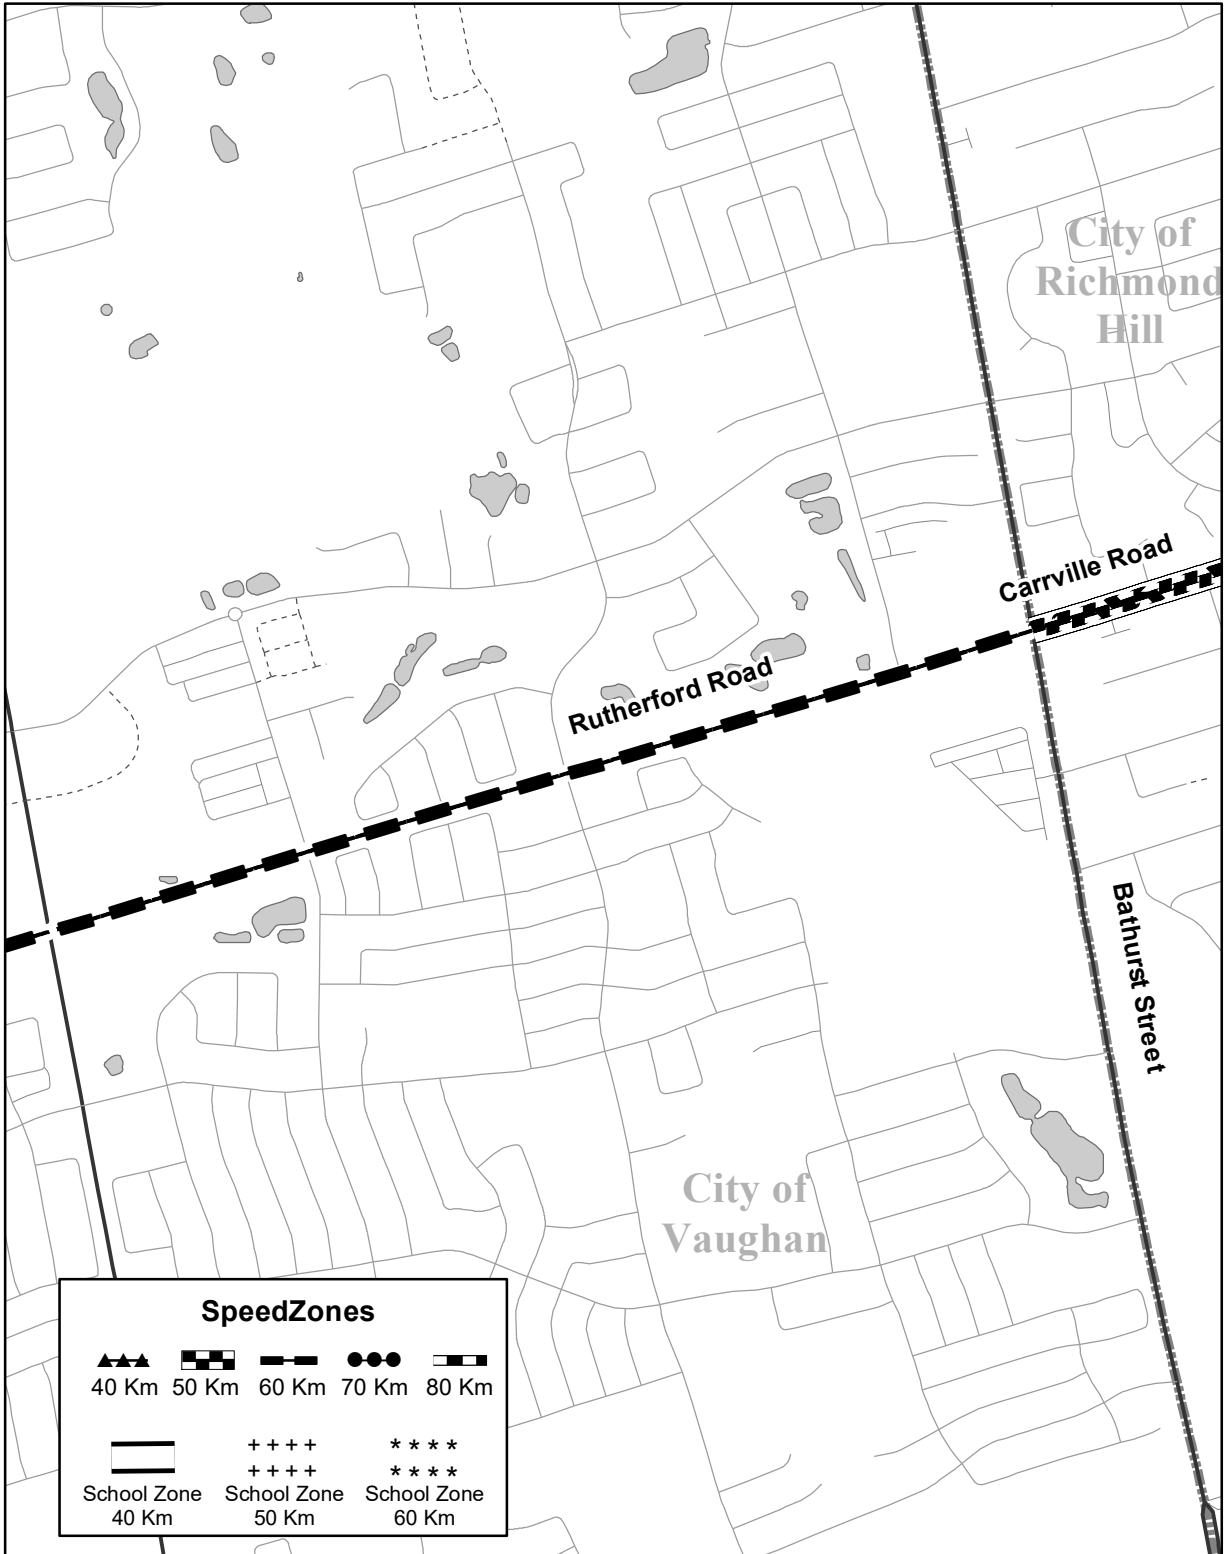 City of
Richmond
Hill
Carrville Road
Rutherford Road
Bathurst Street
City of
Vaughan
SpeedZones
40 Km 50 Km 60 Km 70 Km 80 Km
+ + + + * * * *
+ + + + * * * *
School Zone School Zone School Zone
40 Km 50 Km 60 Km